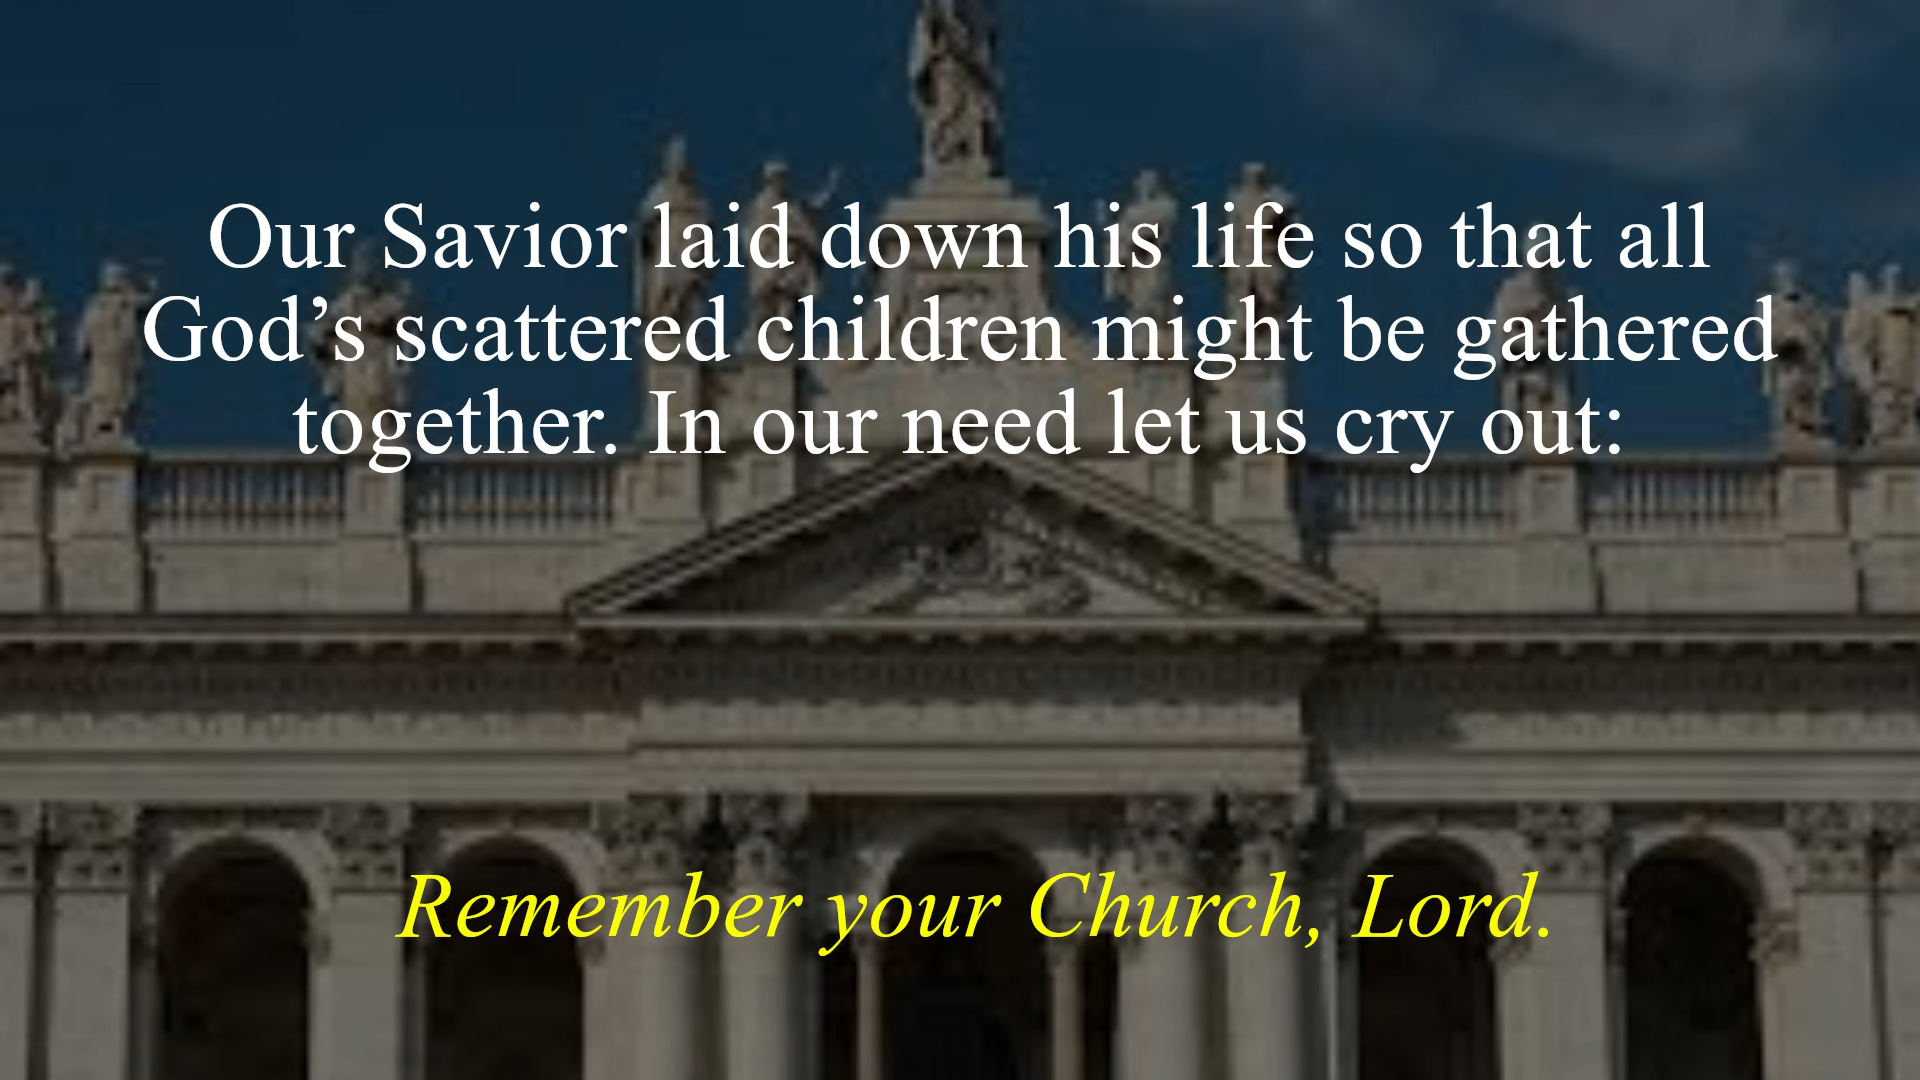 Our Savior laid down his life so that all
God’s scattered children might be gathered
together. In our need let us cry out:
Remember your Church, Lord.